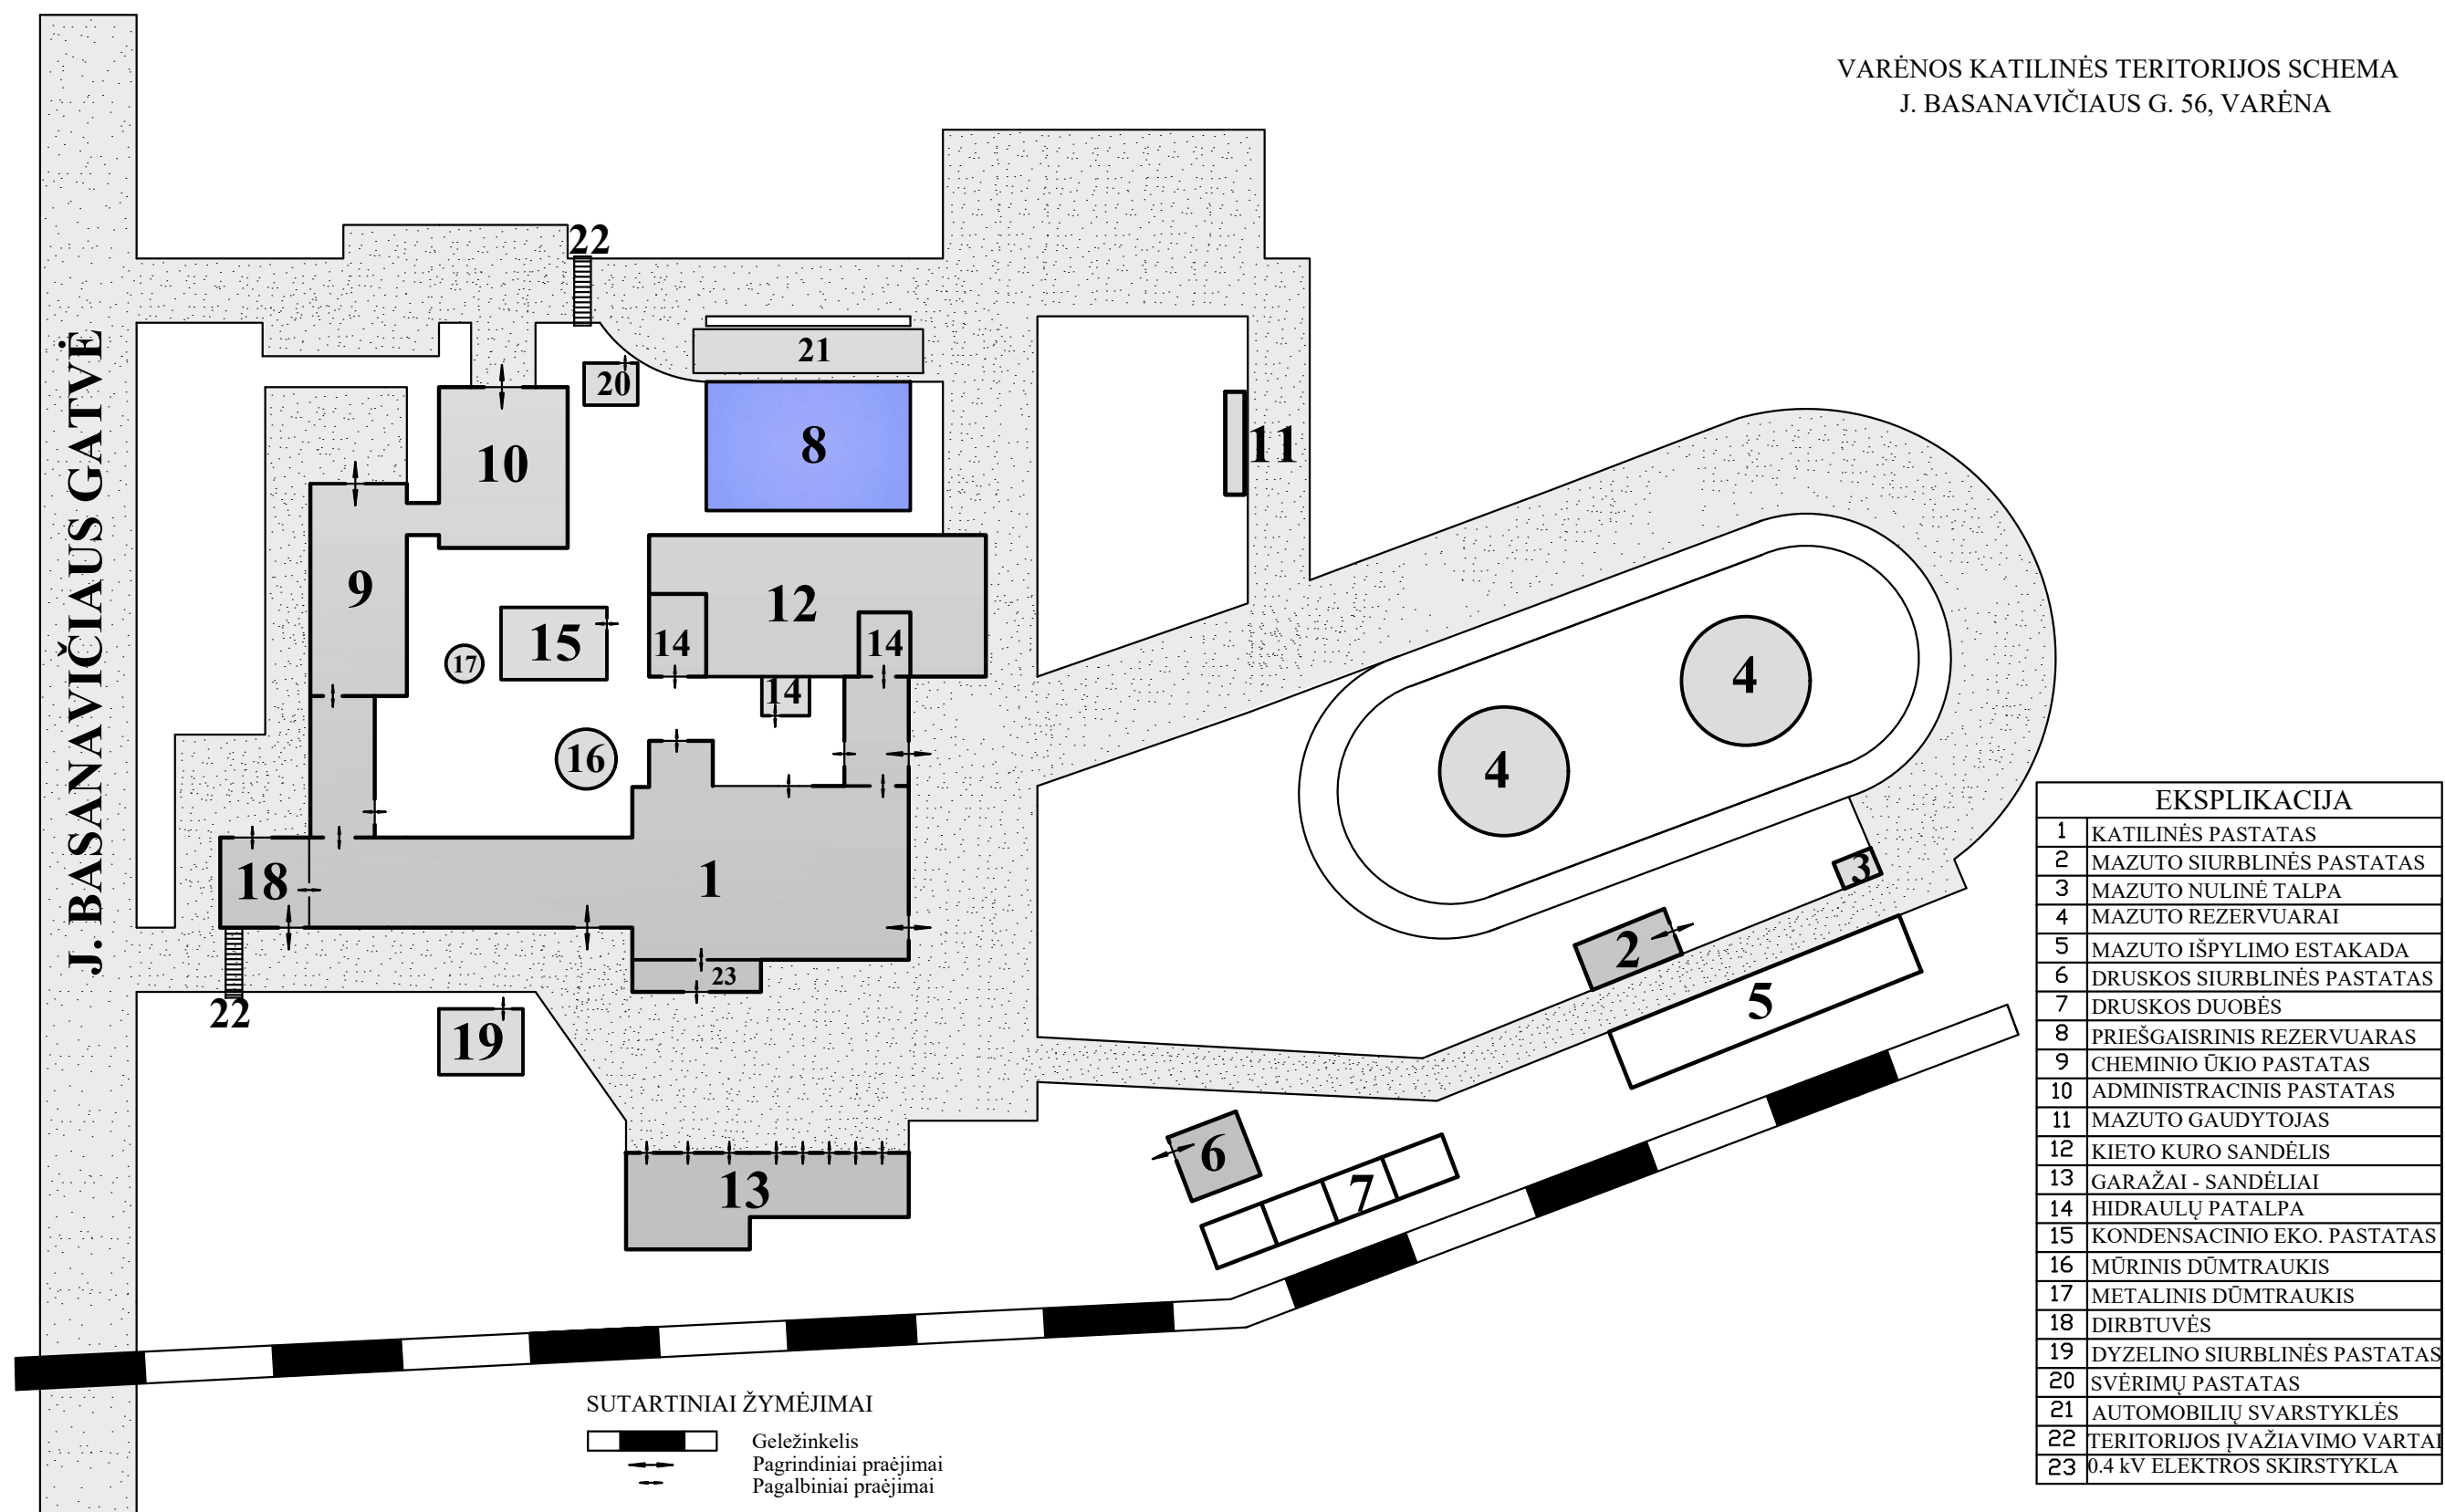 VARĖNOS KATILINĖS TERITORIJOS SCHEMA
J. BASANAVIČIAUS G. 56, VARĖNA
J. BASANAVIČIAUS GATVĖ
22
21
20
8
10
11
9
12
15
14
14
17
14
4
4
16
18
1
3
2
23
5
22
19
6
13
7
EKSPLIKACIJA
1 KATILINĖS PASTATAS
2 MAZUTO SIURBLINĖS PASTATAS
3 MAZUTO NULINĖ TALPA
4 MAZUTO REZERVUARAI
5 MAZUTO IŠPYLIMO ESTAKADA
6 DRUSKOS SIURBLINĖS PASTATAS
7 DRUSKOS DUOBĖS
8 PRIEŠGAISRINIS REZERVUARAS
9 CHEMINIO ŪKIO PASTATAS
10 ADMINISTRACINIS PASTATAS
11 MAZUTO GAUDYTOJAS
12 KIETO KURO SANDĖLIS
13 GARAŽAI - SANDĖLIAI
14 HIDRAULŲ PATALPA
15 KONDENSACINIO EKO. PASTATAS
16 MŪRINIS DŪMTRAUKIS
17 METALINIS DŪMTRAUKIS
18 DIRBTUVĖS
19 DYZELINO SIURBLINĖS PASTATAS
20 SVĖRIMŲ PASTATAS
21 AUTOMOBILIŲ SVARSTYKLĖS
22 TERITORIJOS ĮVAŽIAVIMO VARTAI
23 0.4 kV ELEKTROS SKIRSTYKLA
SUTARTINIAI ŽYMĖJIMAI
Geležinkelis
Pagrindiniai praėjimai
Pagalbiniai praėjimai